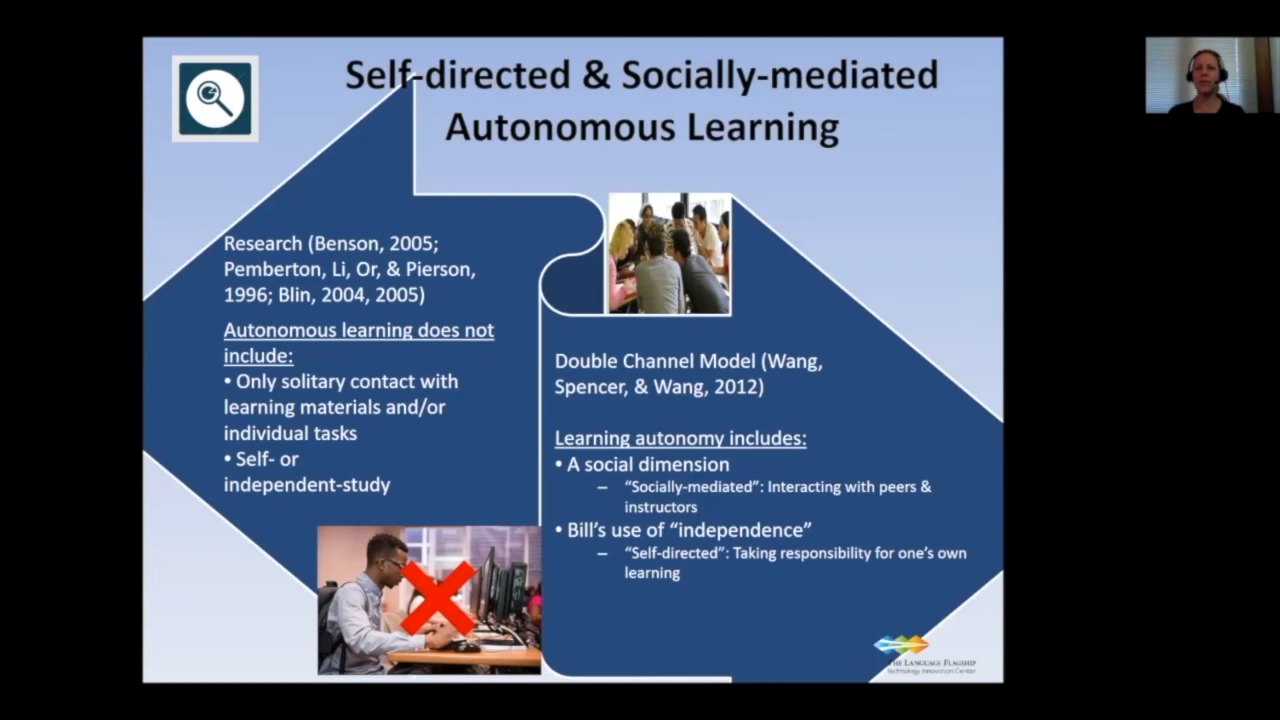 Self-directed & Socially-mediated
Autonomous Learning
Research (Benson, 2005;
Pemberton, Li, Or, & Pierson,
1996; Blin, 2004, 2005)
Autonomous learning does not
include:
• Only solitary contact with
learning materials and/or
individual tasks
• Self- or
independent-study
Double Channel Model (Wang,
Spencer, & Wang, 2012)
Learning autonomy includes:
• A social dimension
– “Socially-mediated”: Interacting with peers &
instructors
• Bill’s use of “independence”
– “Self-directed”: Taking responsibility for one’s own
learning
THE LANGUAGE FLAGSHIP
Technology Innovation Center